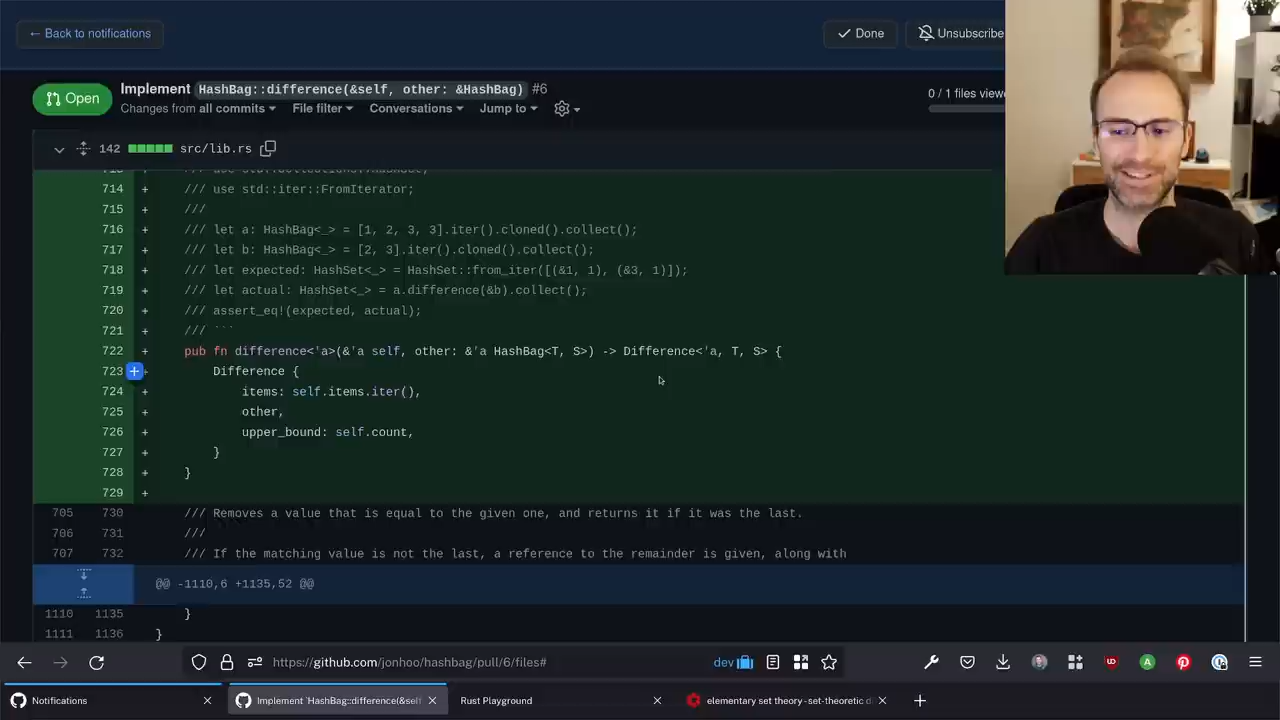 ← Back to notifications
Done
Unsubscribe
Open
Implement HashBag::difference(&self, other: &HashBag) #6
Changes from all commits
File filter
Conversations
Jump to
0 / 1 files viewe
142
src/lib.rs
714 + /// use std::iter::FromIterator;
715 + ///
716 + /// let a: HashBag<_> = [1, 2, 3, 3].iter().cloned().collect();
717 + /// let b: HashBag<_> = [2, 3].iter().cloned().collect();
718 + /// let expected: HashSet<_> = HashSet::from_iter([(&1, 1), (&3, 1)]);
719 + /// let actual: HashSet<_> = a.difference(&b).collect();
720 + /// assert_eq!(expected, actual);
721 + /// ```
722 + pub fn difference<'a>(&'a self, other: &'a HashBag<T, S>) -> Difference<'a, T, S> {
723 + Difference {
724 + items: self.items.iter(),
725 + other,
726 + upper_bound: self.count,
727 + }
728 + }
729 +
705 730 /// Removes a value that is equal to the given one, and returns it if it was the last.
706 731 ///
707 732 /// If the matching value is not the last, a reference to the remainder is given, along with
@@ -1110,6 +1135,52 @@
1110 1135 }
1111 1136 }
https://github.com/jonhoo/hashbag/pull/6/files#
dev
Notifications
Implement `HashBag::difference(&self
Rust Playground
elementary set theory - set-theoretic di